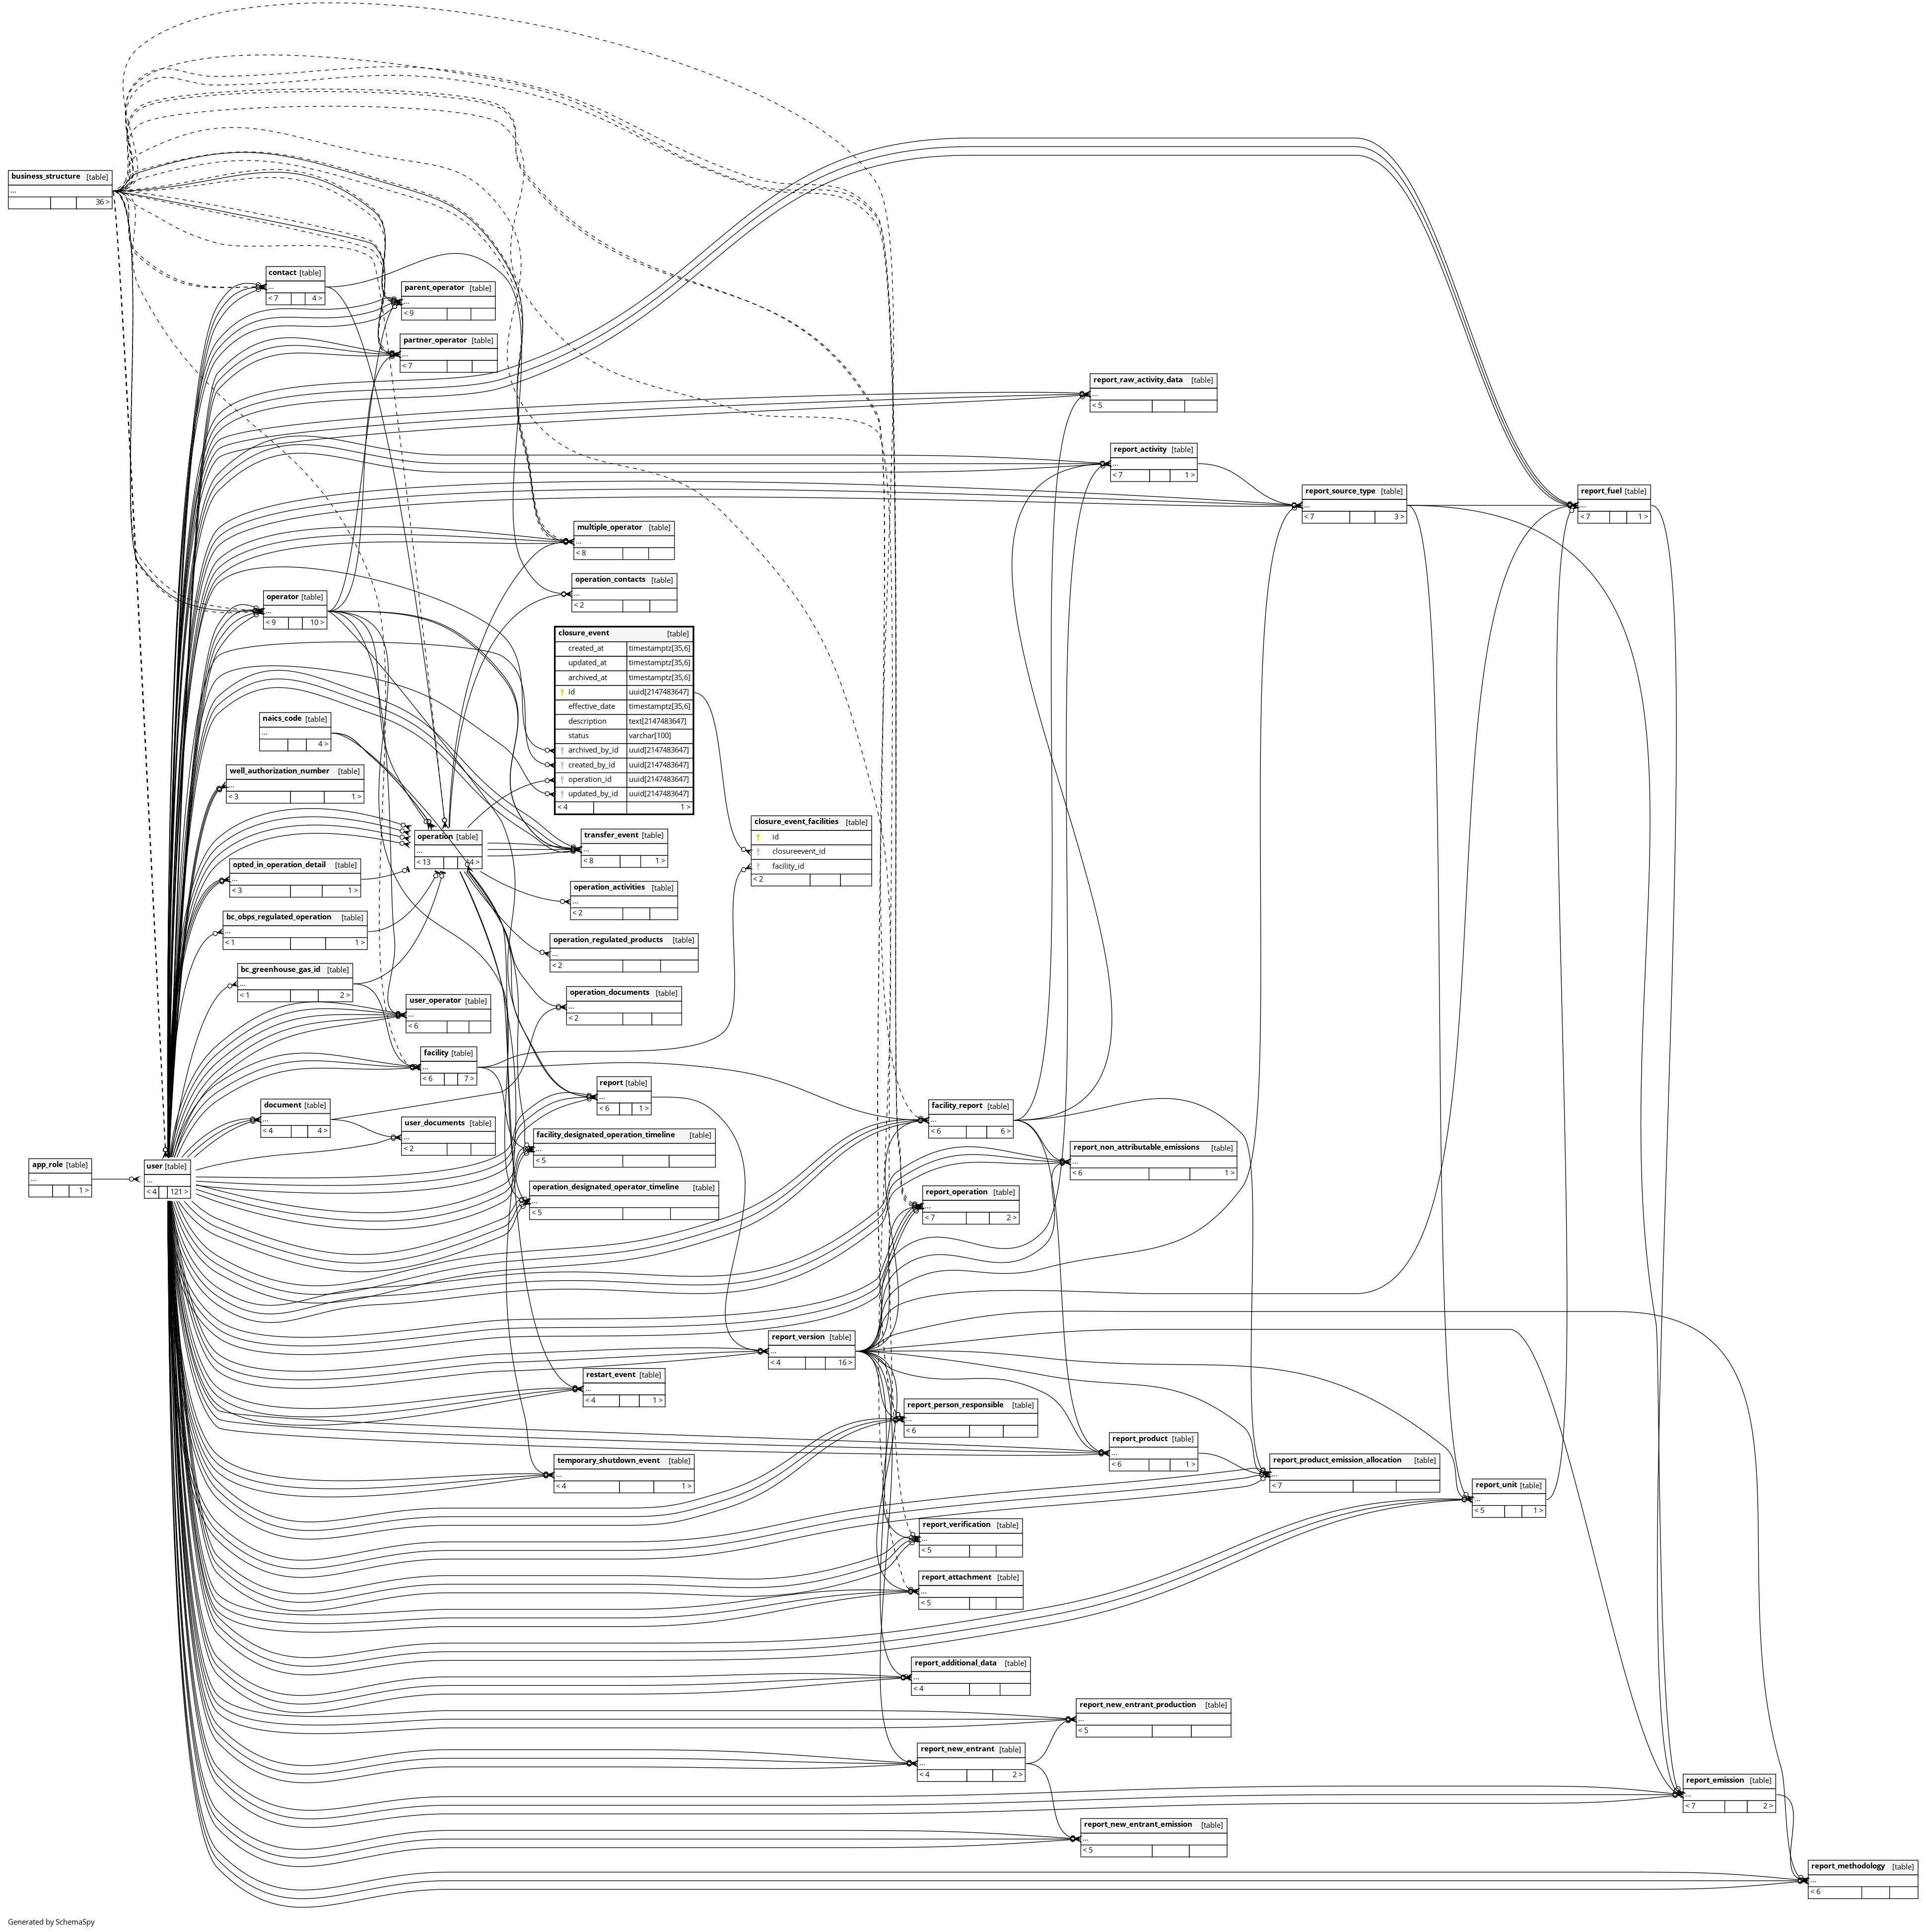 business_structure [table]
...
36 >
contact [table]
...
< 7 4 >
parent_operator [table]
...
< 9
partner_operator [table]
...
< 7
report_raw_activity_data [table]
...
< 5
report_activity [table]
...
< 7 1 >
report_source_type [table]
...
< 7 3 >
report_fuel [table]
...
< 7 1 >
multiple_operator [table]
...
< 8
operation_contacts [table]
...
< 2
operator [table]
...
< 9 10 >
closure_event [table]
created_at timestamptz[35,6]
updated_at timestamptz[35,6]
archived_at timestamptz[35,6]
id uuid[2147483647]
effective_date timestamptz[35,6]
description text[2147483647]
status varchar[100]
archived_by_id uuid[2147483647]
created_by_id uuid[2147483647]
operation_id uuid[2147483647]
updated_by_id uuid[2147483647]
< 4 1 >
naics_code [table]
...
4 >
well_authorization_number [table]
...
< 3 1 >
operation [table]
...
< 13 44 >
transfer_event [table]
...
< 8 1 >
closure_event_facilities [table]
id
closureevent_id
facility_id
< 2
opted_in_operation_detail [table]
...
< 3 1 >
operation_activities [table]
...
< 2
bc_obps_regulated_operation [table]
...
< 1 1 >
operation_regulated_products [table]
...
< 2
bc_greenhouse_gas_id [table]
...
< 1 2 >
operation_documents [table]
...
< 2
user_operator [table]
...
< 6
facility [table]
...
< 6 7 >
report [table]
...
< 6 1 >
document [table]
...
< 4 4 >
user_documents [table]
...
< 2
facility_designated_operation_timeline [table]
...
< 5
facility_report [table]
...
< 6 6 >
report_non_attributable_emissions [table]
...
< 6 1 >
app_role [table]
...
1 >
user [table]
...
< 4 121 >
operation_designated_operator_timeline [table]
...
< 5
report_operation [table]
...
< 7 2 >
report_version [table]
...
< 4 16 >
restart_event [table]
...
< 4 1 >
report_person_responsible [table]
...
< 6
report_product [table]
...
< 6 1 >
temporary_shutdown_event [table]
...
< 4 1 >
report_product_emission_allocation [table]
...
< 7
report_unit [table]
...
< 5 1 >
report_verification [table]
...
< 5
report_attachment [table]
...
< 5
report_additional_data [table]
...
< 4
report_new_entrant_production [table]
...
< 5
report_new_entrant [table]
...
< 4 2 >
report_emission [table]
...
< 7 2 >
report_new_entrant_emission [table]
...
< 5
report_methodology [table]
...
< 6
Generated by SchemaSpy